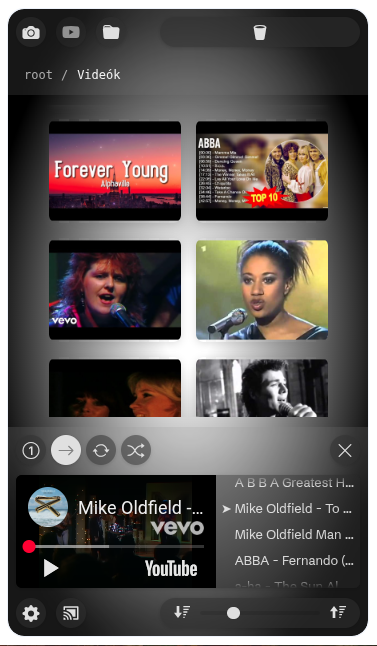 root / Videók
Forever Young
Alphaville
ABBA
TOP 10
vevo
1
Mike Oldfield -...
vevo
YouTube
A B B A Greatest H...
Mike Oldfield - To ...
Mike Oldfield Man ...
ABBA - Fernando (...
a-ha - The Sun Al...